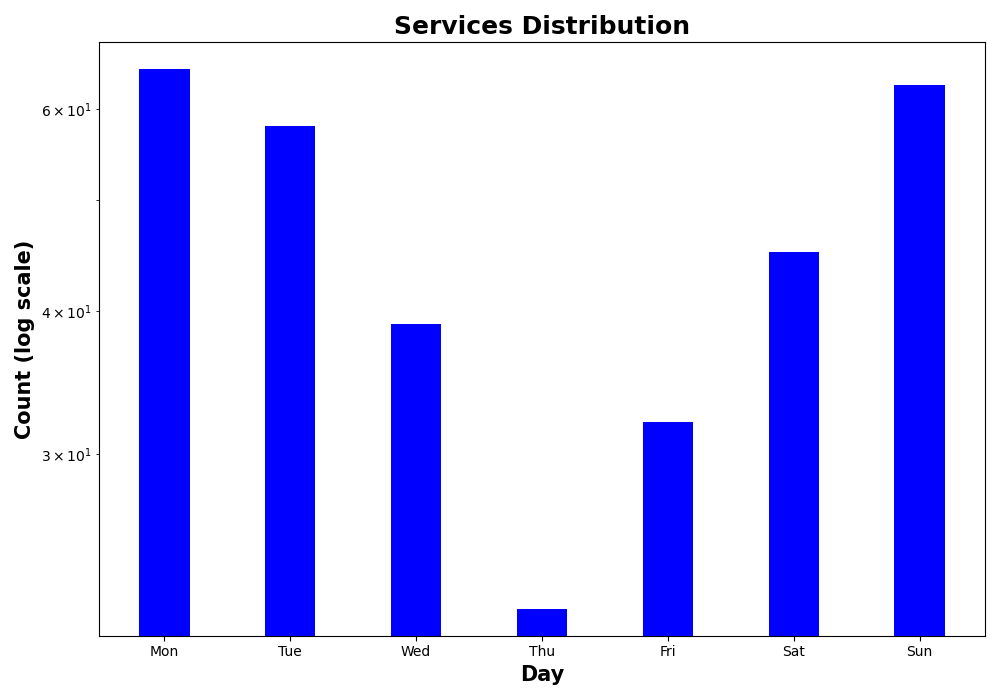 Services Distribution
Count (log scale)
6 × 10¹
4 × 10¹
3 × 10¹
Mon Tue Wed Thu Fri Sat Sun
Day